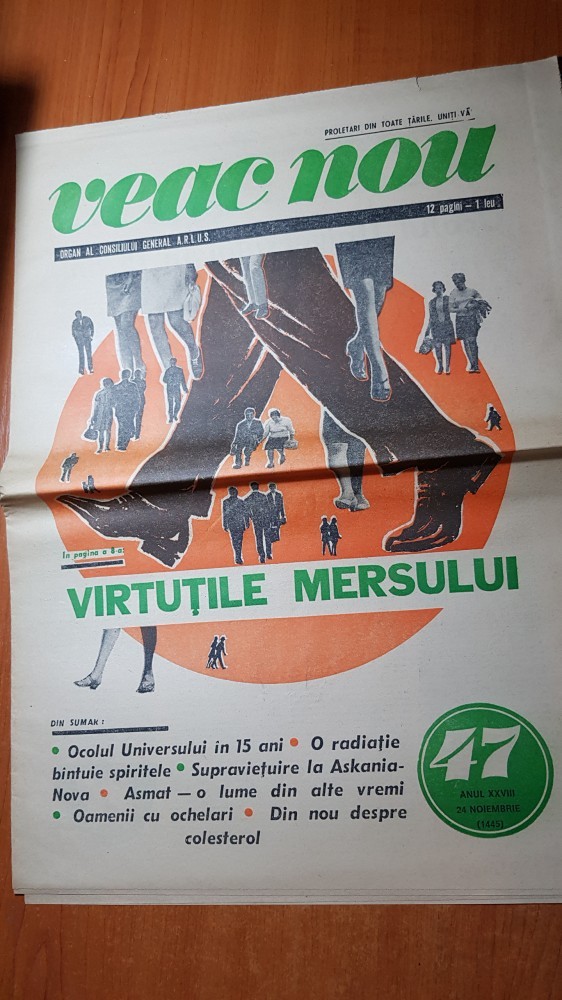 PROLETARI DIN TOATE ȚĂRILE, UNIȚI VĂ
veac nou
ORGAN AL CONSILIULUI GENERAL A.R.L.U.S.
12 pagini – 1 leu
În pagina a 8-a:
VIRTUȚILE MERSULUI
DIN SUMAR:
• Ocolul Universului în 15 ani • O radiație
bîntuie spiritele • Supraviețuire la Askania-
Nova • Asmat — o lume din alte vremi
• Oamenii cu ochelari • Din nou despre
colesterol
47
ANUL XXVIII
24 NOIEMBRIE
(1445)